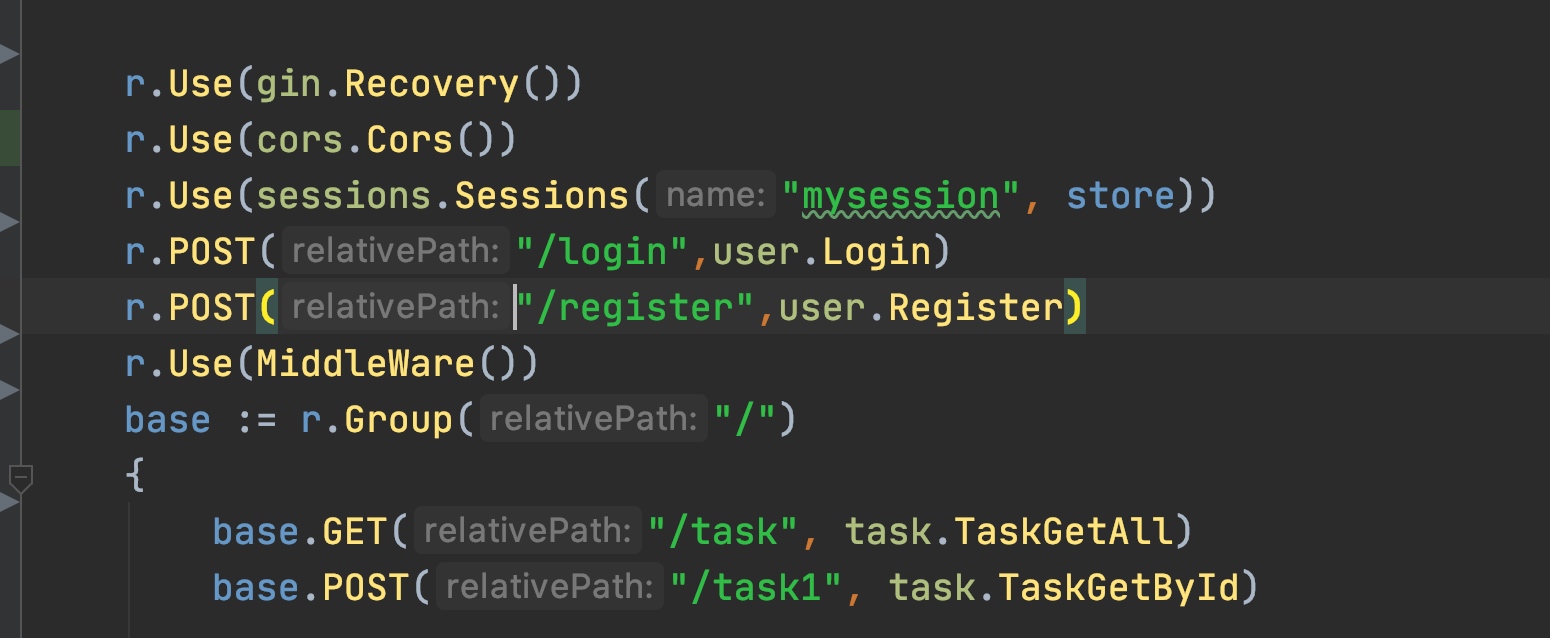 r.Use(gin.Recovery())
r.Use(cors.Cors())
r.Use(sessions.Sessions( name: "mysession", store))
r.POST( relativePath: "/login",user.Login)
r.POST( relativePath: "/register",user.Register)
r.Use(MiddleWare())
base := r.Group( relativePath: "/")
{
base.GET( relativePath: "/task", task.TaskGetAll)
base.POST( relativePath: "/task1", task.TaskGetById)